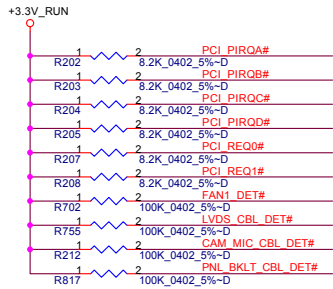 +3.3V_RUN
1 2 PCI_PIRQA#
R202 8.2K_0402_5%~D
1 2 PCI_PIRQB#
R203 8.2K_0402_5%~D
1 2 PCI_PIRQC#
R204 8.2K_0402_5%~D
1 2 PCI_PIRQD#
R205 8.2K_0402_5%~D
1 2 PCI_REQ0#
R207 8.2K_0402_5%~D
1 2 PCI_REQ1#
R208 8.2K_0402_5%~D
1 2 FAN1_DET#
R702 100K_0402_5%~D
1 2 LVDS_CBL_DET#
R755 100K_0402_5%~D
1 2 CAM_MIC_CBL_DET#
R212 100K_0402_5%~D
1 2 PNL_BKLT_CBL_DET#
R817 100K_0402_5%~D